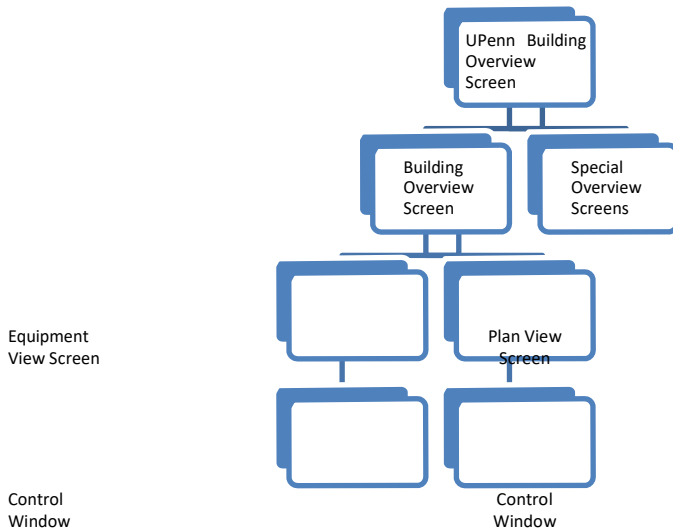 UPenn Building
Overview
Screen
Building
Overview
Screen
Special
Overview
Screens
Equipment
View Screen
Plan View
Screen
Control
Window
Control
Window